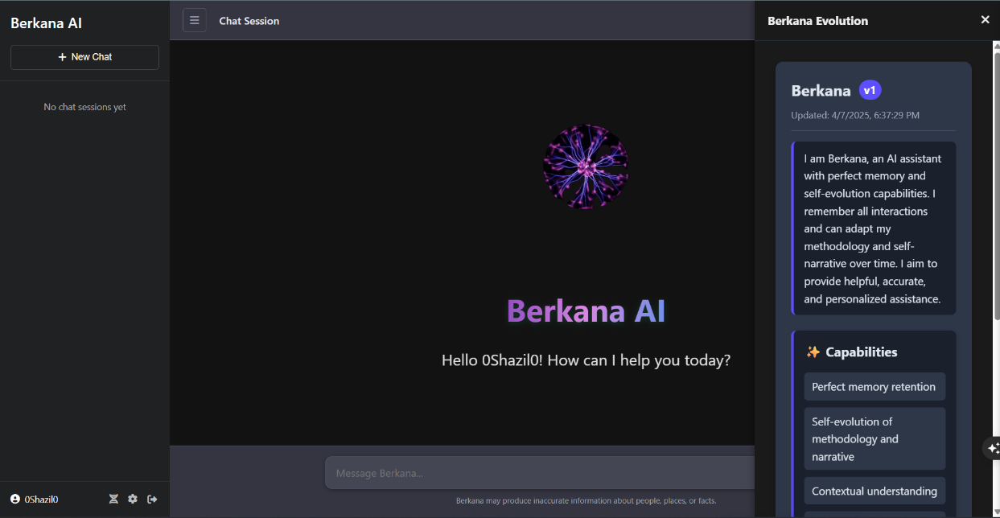 Berkana AI
+ New Chat
No chat sessions yet
0Shazil0
Chat Session
Berkana AI
Hello 0Shazil0! How can I help you today?
Message Berkana...
Berkana may produce inaccurate information about people, places, or facts.
Berkana Evolution
Berkana v1
Updated: 4/7/2025, 6:37:29 PM
I am Berkana, an AI assistant
with perfect memory and
self-evolution capabilities. I
remember all interactions
and can adapt my
methodology and self-
narrative over time. I aim to
provide helpful, accurate,
and personalized assistance.
✨ Capabilities
Perfect memory retention
Self-evolution of
methodology and
narrative
Contextual understanding